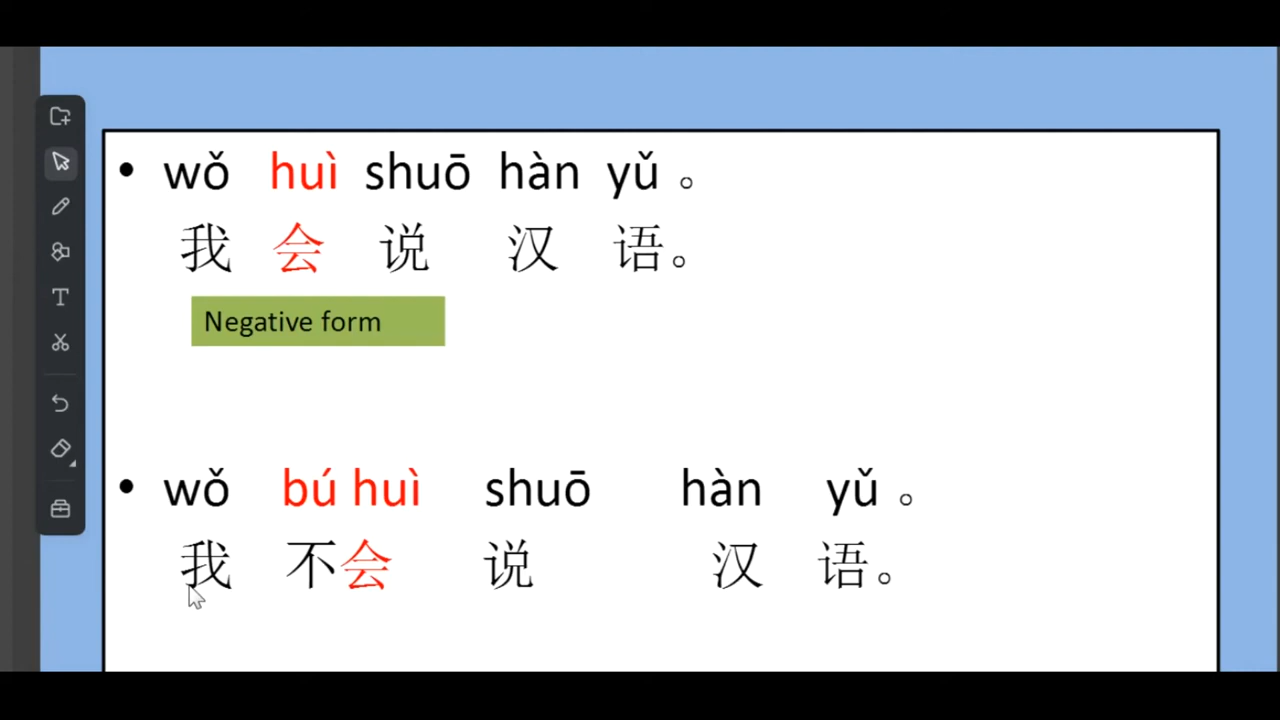 • wǒ huì shuō hàn yǔ 。
我 会 说 汉 语。
Negative form
• wǒ bú huì shuō hàn yǔ 。
我 不会 说 汉 语。